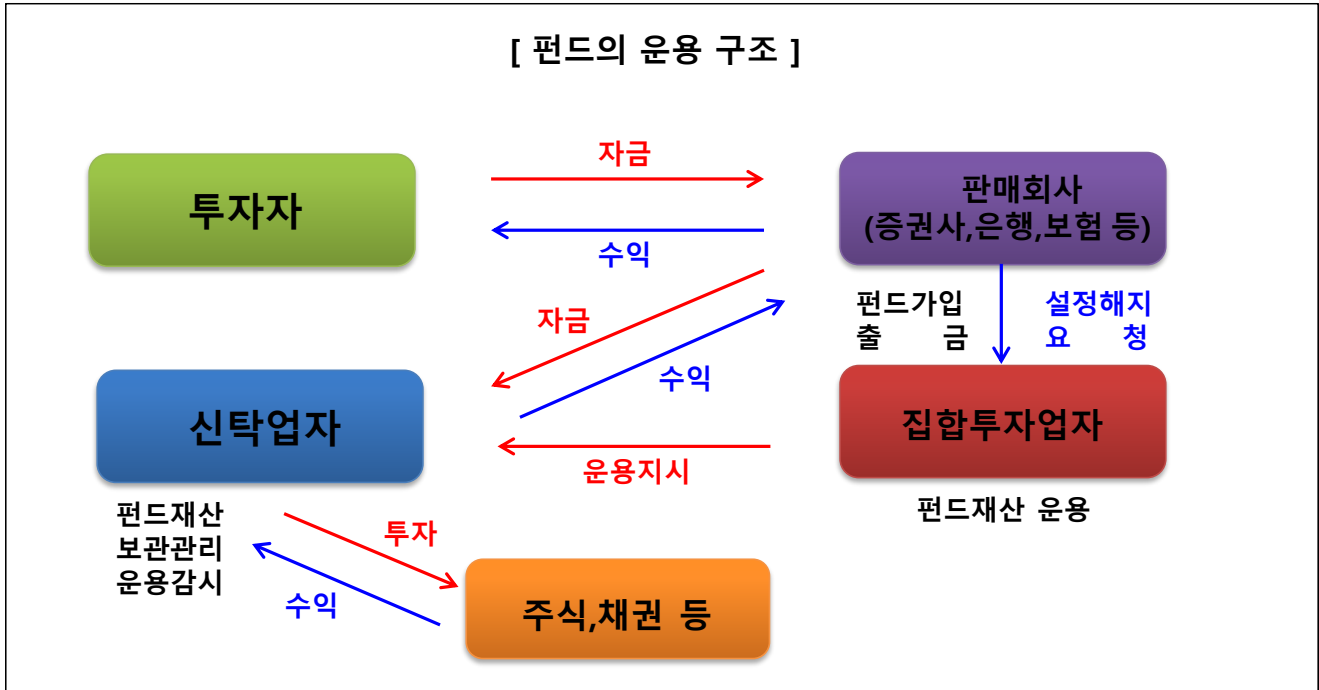 [ 펀드의 운용 구조 ]
자금
투자자
판매회사
(증권사,은행,보험 등)
수익
펀드가입
출 금
설정해지
요 청
자금
수익
신탁업자
집합투자업자
운용지시
펀드재산 운용
펀드재산
보관관리
운용감시
투자
수익
주식,채권 등